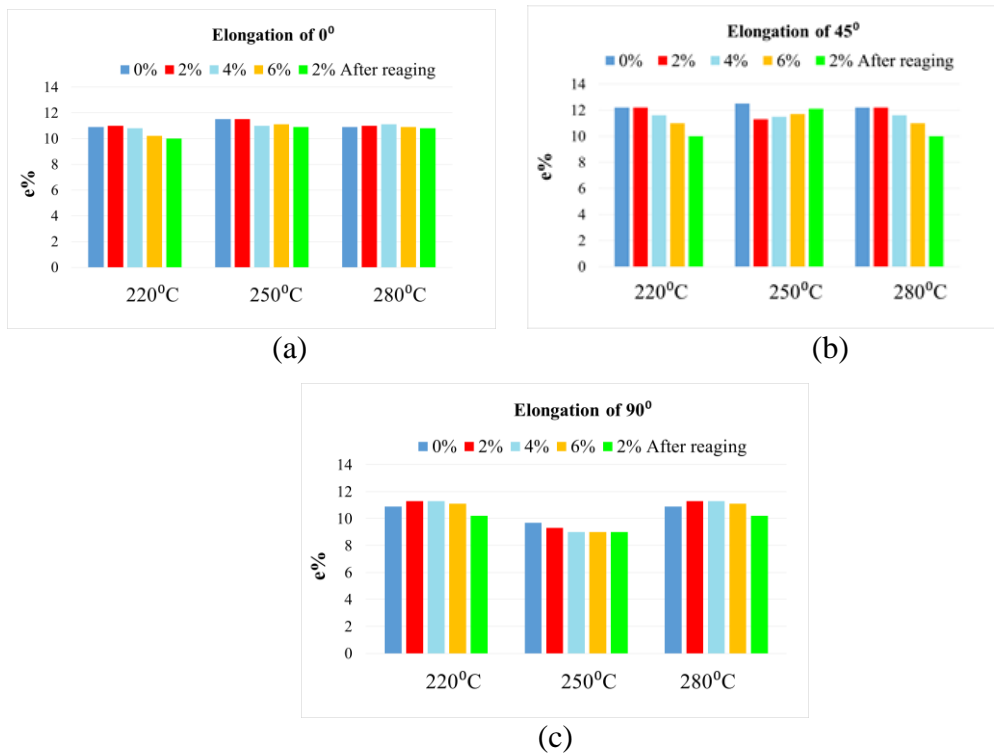 Elongation of 0⁰
0% 2% 4% 6% 2% After reaging
14
12
10
8
6
4
2
0
e%
220⁰C 250⁰C 280⁰C
(a)
Elongation of 45⁰
0% 2% 4% 6% 2% After reaging
14
12
10
8
6
4
2
0
e%
220⁰C 250⁰C 280⁰C
(b)
Elongation of 90⁰
0% 2% 4% 6% 2% After reaging
14
12
10
8
6
4
2
0
e%
220⁰C 250⁰C 280⁰C
(c)